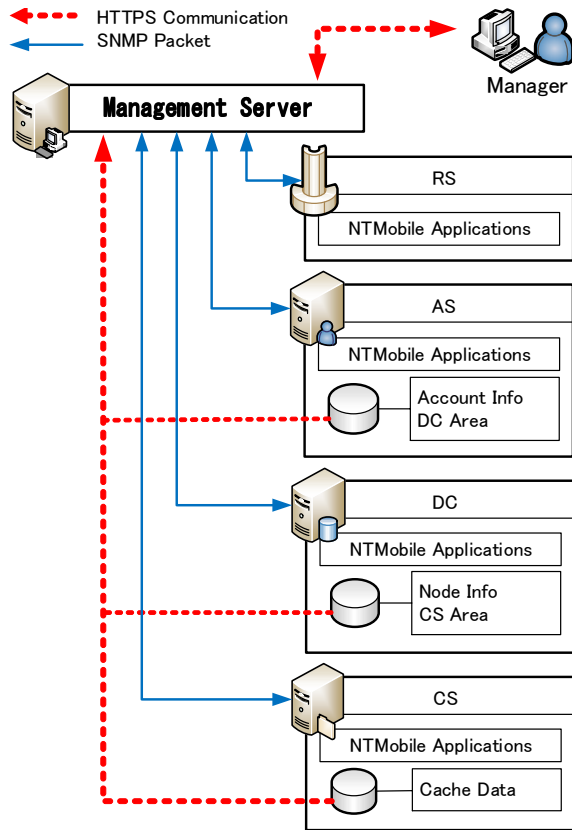 HTTPS Communication
SNMP Packet
Manager
Management Server
RS
NTMobile Applications
AS
NTMobile Applications
Account Info
DC Area
DC
NTMobile Applications
Node Info
CS Area
CS
NTMobile Applications
Cache Data